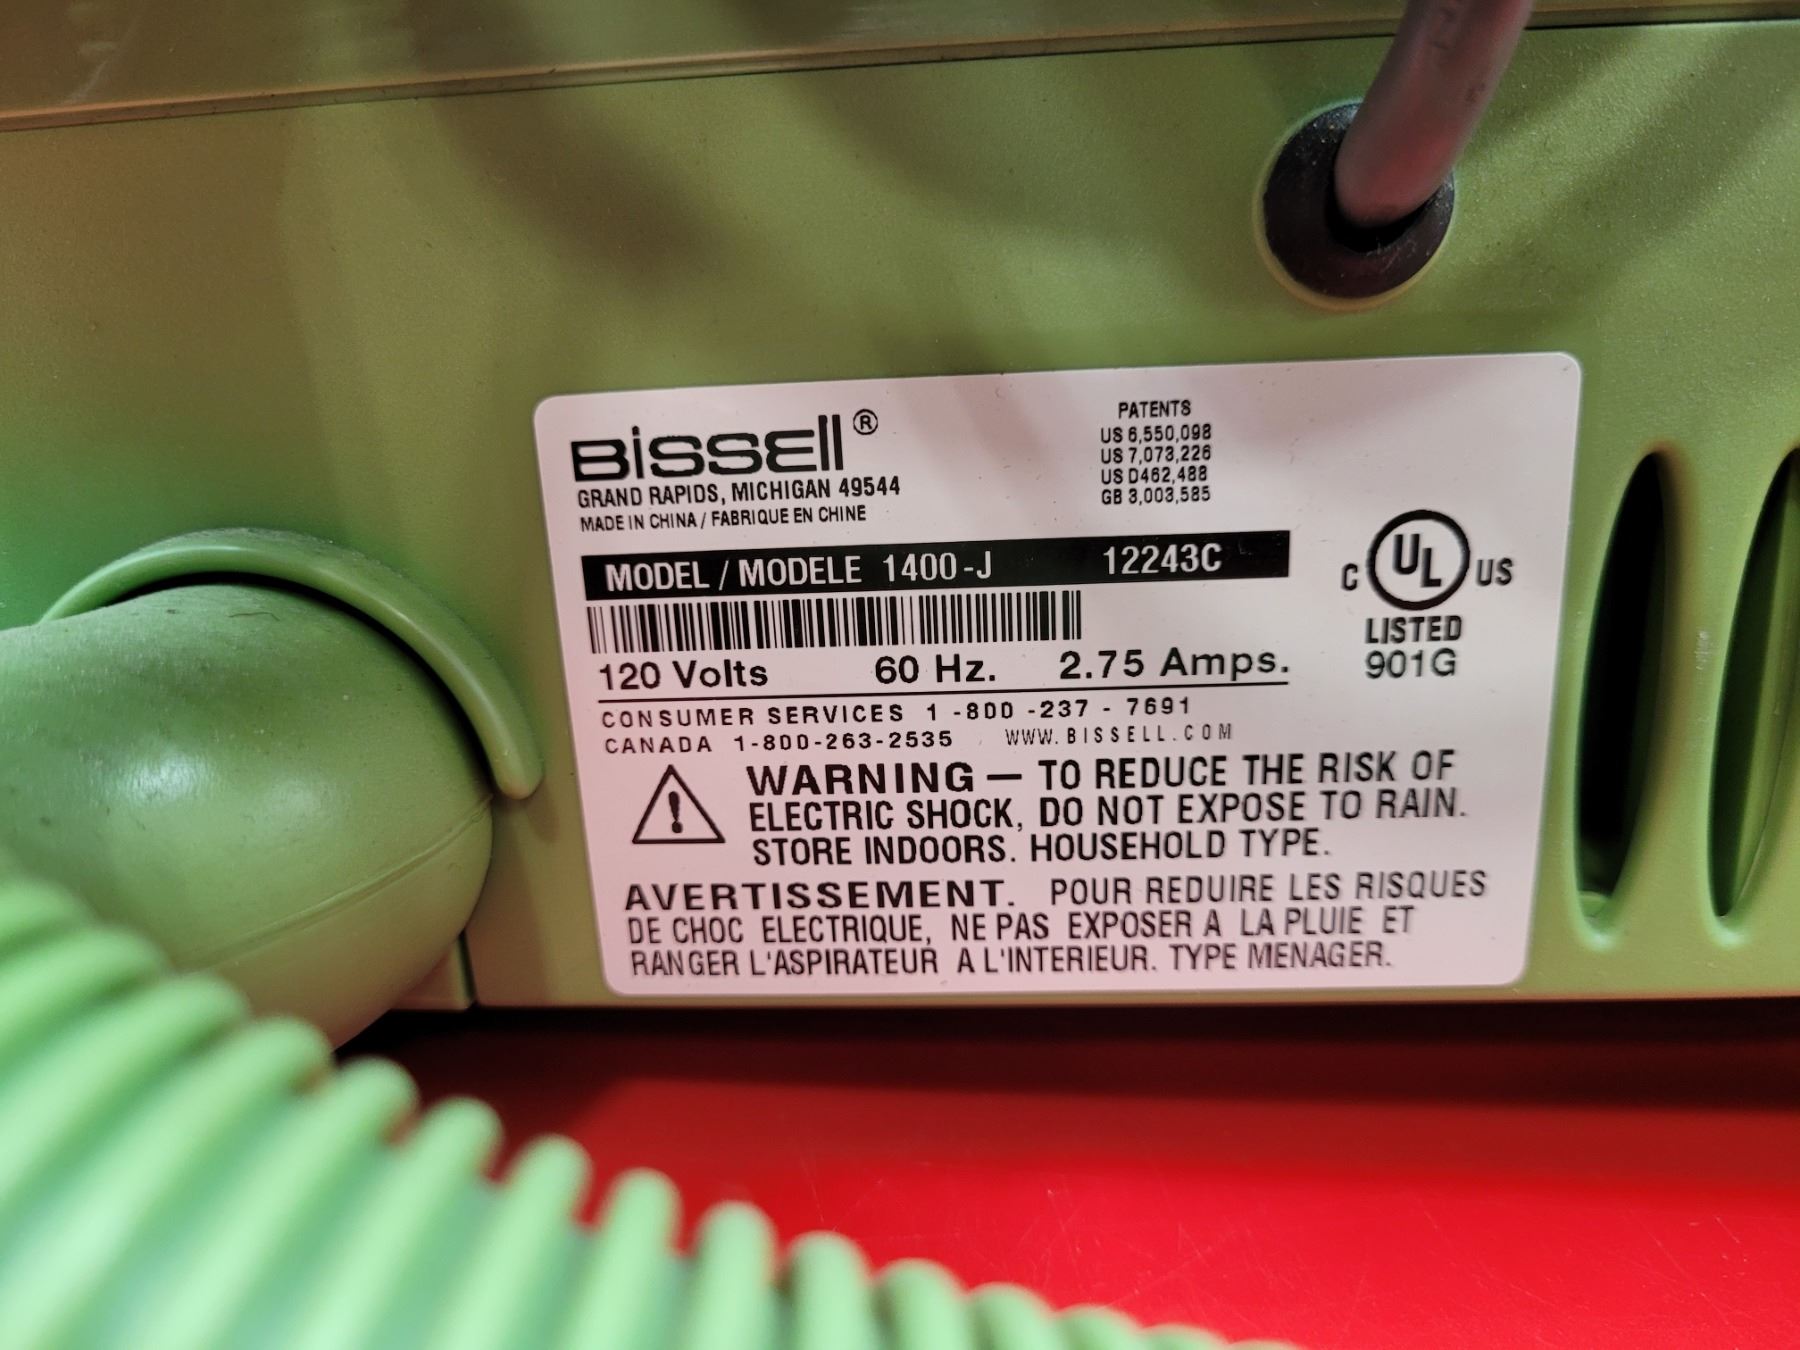 BISSELL®
GRAND RAPIDS, MICHIGAN 49544
MADE IN CHINA / FABRIQUE EN CHINE
PATENTS
US 6,550,098
US 7,073,226
US D462,488
GB 3,003,585
MODEL / MODELE 1400-J 12243C
120 Volts 60 Hz. 2.75 Amps.
C UL US
LISTED
901G
CONSUMER SERVICES 1-800-237-7691
CANADA 1-800-263-2535 WWW.BISSELL.COM
WARNING — TO REDUCE THE RISK OF
ELECTRIC SHOCK, DO NOT EXPOSE TO RAIN.
STORE INDOORS. HOUSEHOLD TYPE.
AVERTISSEMENT. POUR REDUIRE LES RISQUES
DE CHOC ELECTRIQUE, NE PAS EXPOSER A LA PLUIE ET
RANGER L'ASPIRATEUR A L'INTERIEUR. TYPE MENAGER.